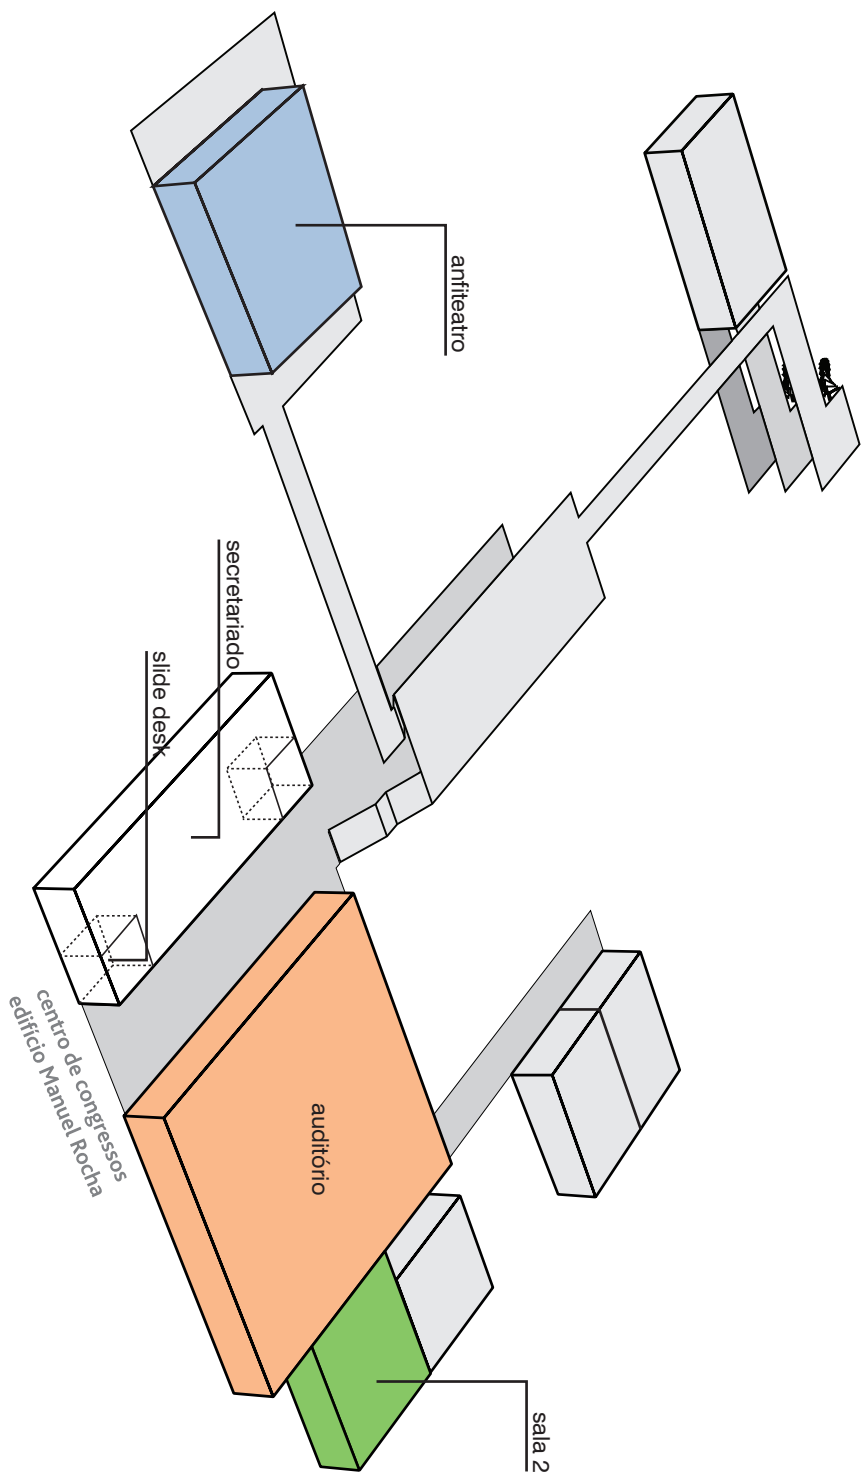 anfiteatro
secretariado
slide desk
centro de congressos
edifício Manuel Rocha
auditório
sala 2